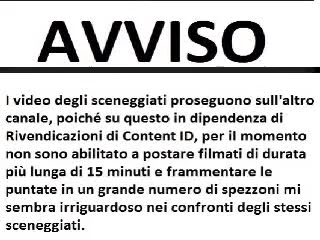 AVVISO
I video degli sceneggiati proseguono sull'altro
canale, poiché su questo in dipendenza di
Rivendicazioni di Content ID, per il momento
non sono abilitato a postare filmati di durata
più lunga di 15 minuti e frammentare le
puntate in un grande numero di spezzoni mi
sembra irriguardoso nei confronti degli stessi
sceneggiati.